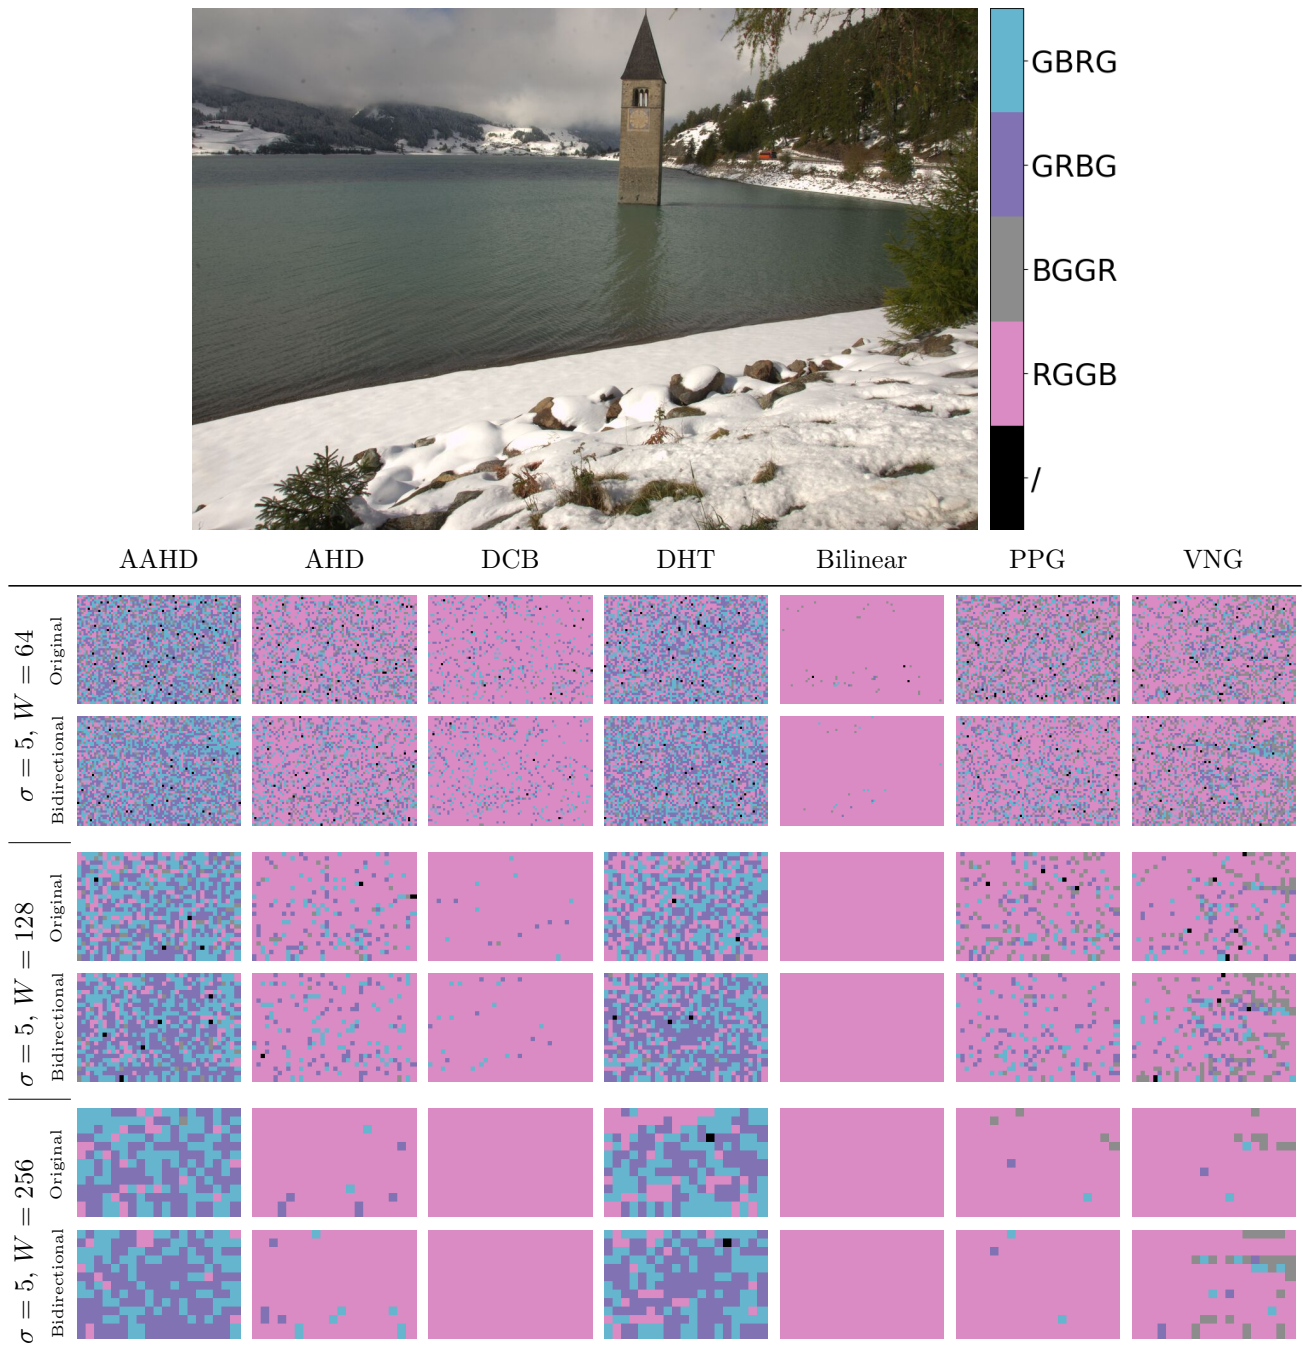 GBRG
GRBG
BGGR
RGGB
/
AAHD AHD DCB DHT Bilinear PPG VNG
σ = 5, W = 64
Original
Bidirectional
σ = 5, W = 128
Original
Bidirectional
σ = 5, W = 256
Original
Bidirectional